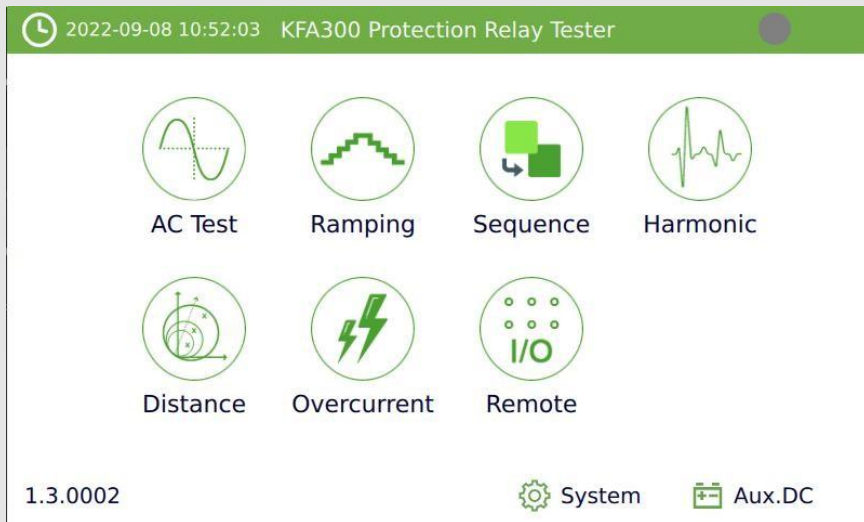 2022-09-08 10:52:03 KFA300 Protection Relay Tester
AC Test Ramping Sequence Harmonic
I/O
Distance Overcurrent Remote
1.3.0002 System Aux.DC